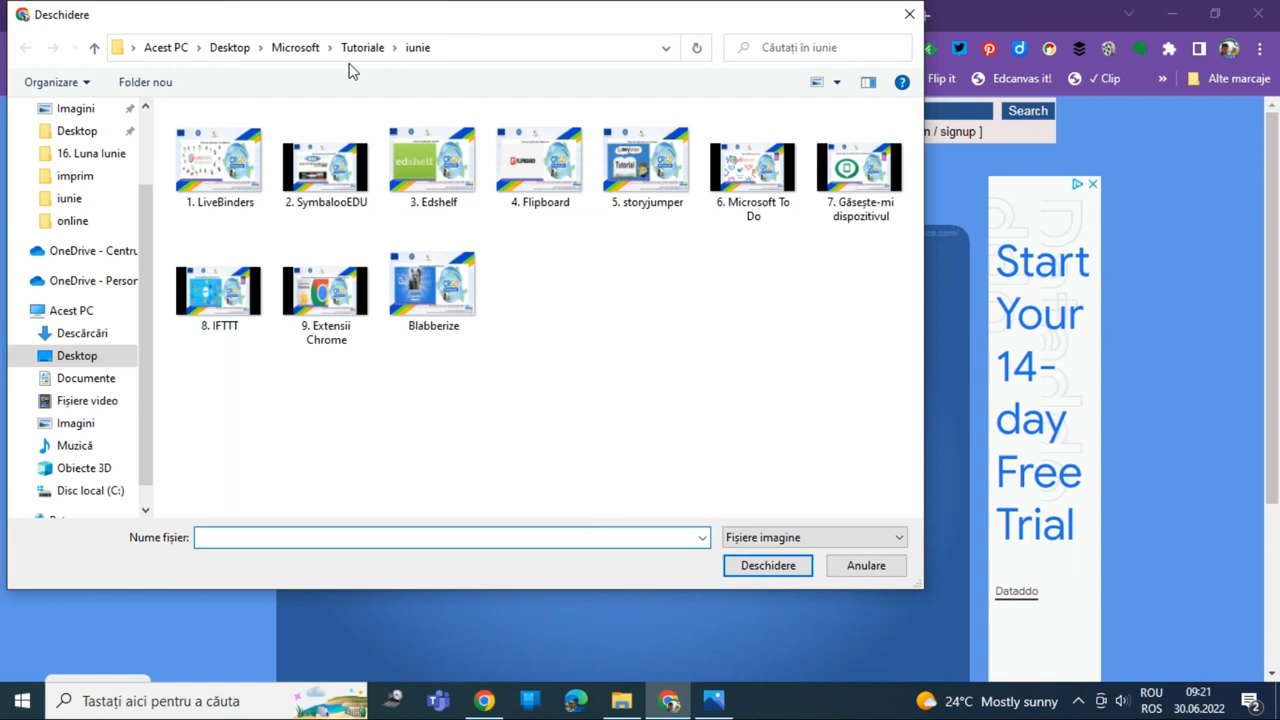 Deschidere
Acest PC
Desktop
Microsoft
Tutoriale
iunie
Căutați în iunie
Organizare
Folder nou
Flip it
Edcanvas it!
✓ Clip
»
Alte marcaje
Search
n / signup ]
Imagini
Desktop
16. Luna Iunie
imprim
iunie
online
OneDrive - Centru
OneDrive - Person
Acest PC
Descărcări
Desktop
Documente
Fișiere video
Imagini
Muzică
Obiecte 3D
Disc local (C:)
edshelf
FLIPBOARD
Tutorial
1. LiveBinders
2. SymbalooEDU
3. Edshelf
4. Flipboard
5. storyjumper
6. Microsoft To
Do
7. Găsește-mi
dispozitivul
8. IFTTT
9. Extensii
Chrome
Blabberize
Nume fișier:
Fișiere imagine
Deschidere
Anulare
Start
Your
14-
day
Free
Trial
Dataddo
Tastați aici pentru a căuta
24°C Mostly sunny
ROU
ROS
09:21
30.06.2022
2